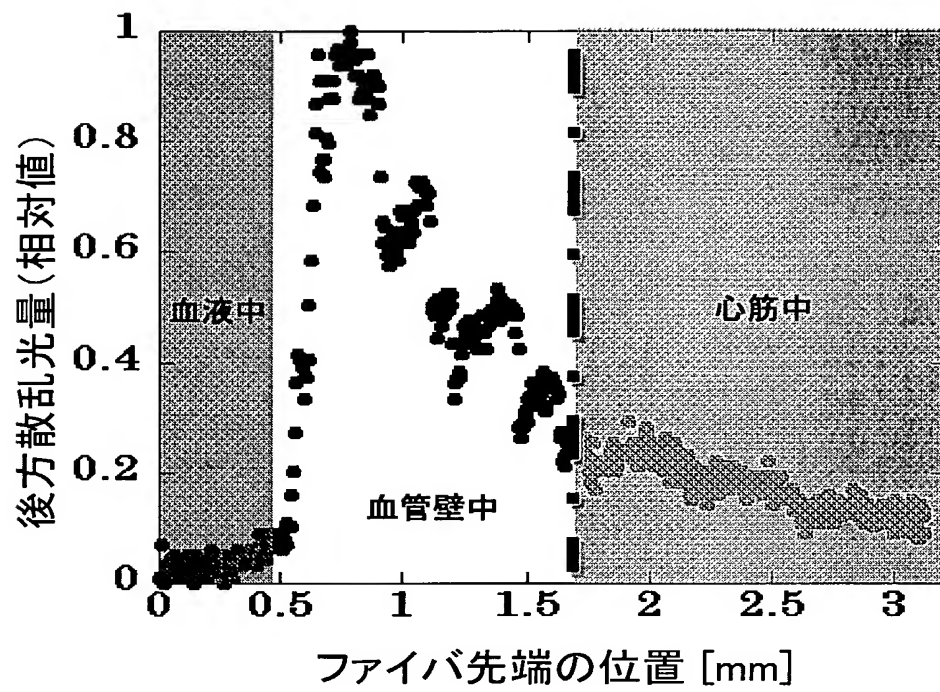 後方散乱光量(相対値)
1
0.8
0.6
0.4
0.2
0
血液中
血管壁中
心筋中
0 0.5 1 1.5 2 2.5 3
ファイバ先端の位置 [mm]